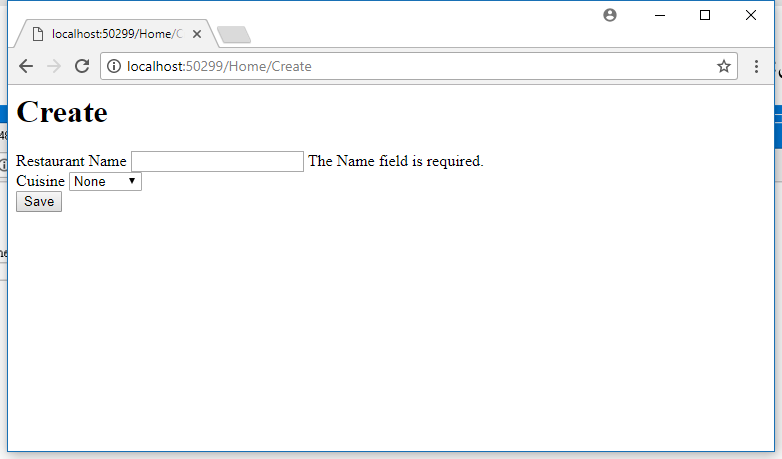 localhost:50299/Home/C
localhost:50299/Home/Create
Create
Restaurant Name The Name field is required.
Cuisine None
Save